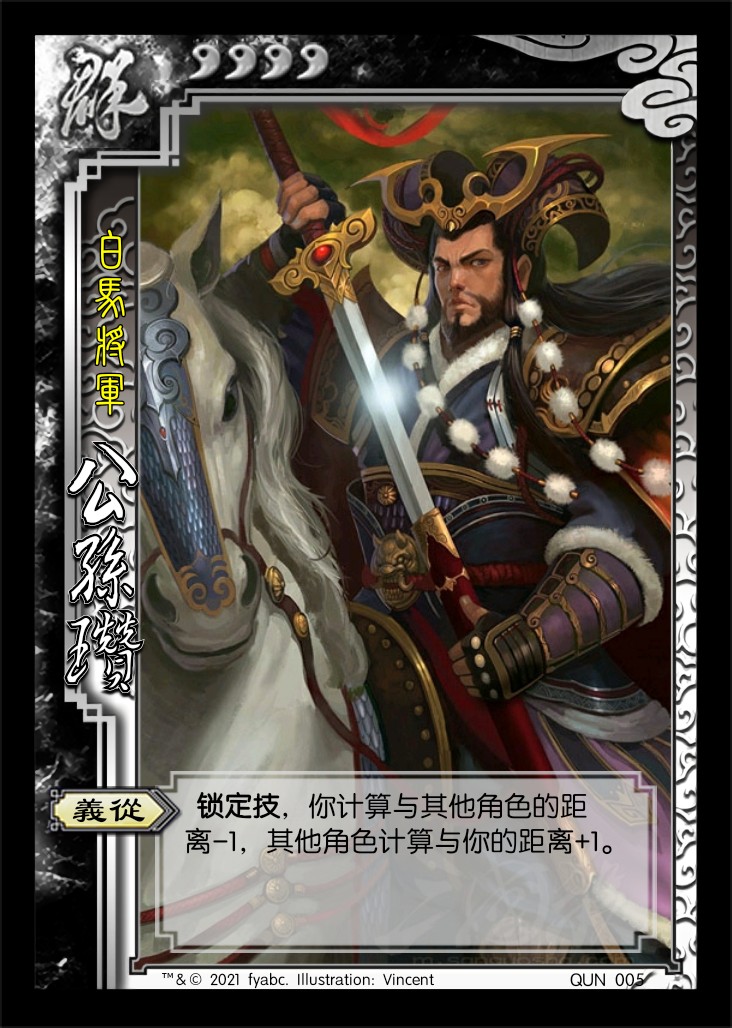 群
白馬將軍
公孫瓚
義從
锁定技，你计算与其他角色的距
离-1，其他角色计算与你的距离+1。
™&© 2021 fyabc. Illustration: Vincent
QUN 005